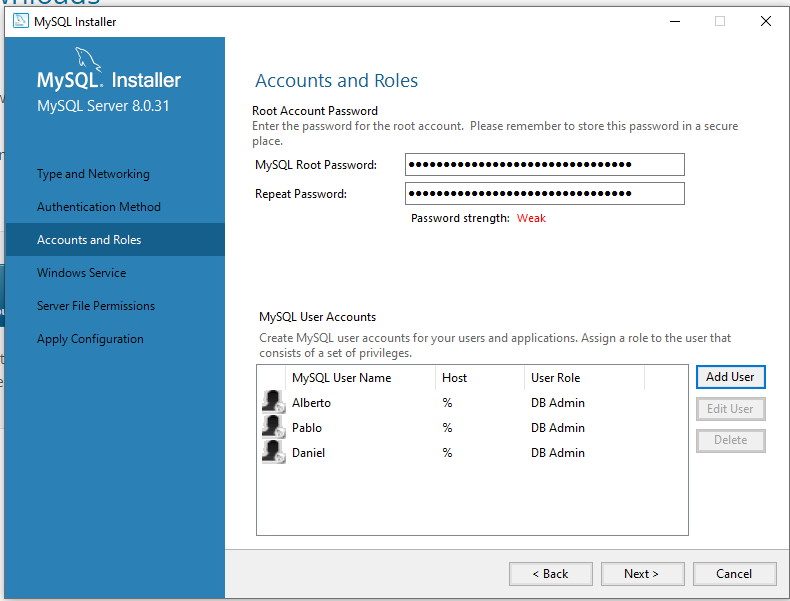 wnloads
MySQL Installer
MySQL. Installer
MySQL Server 8.0.31
Type and Networking
Authentication Method
Accounts and Roles
Windows Service
Server File Permissions
Apply Configuration
Accounts and Roles
Root Account Password
Enter the password for the root account. Please remember to store this password in a secure
place.
MySQL Root Password: ●●●●●●●●●●●●●●●●●●●●●●●●●●●●●●●●
Repeat Password: ●●●●●●●●●●●●●●●●●●●●●●●●●●●●●●●●
Password strength: Weak
MySQL User Accounts
Create MySQL user accounts for your users and applications. Assign a role to the user that
consists of a set of privileges.
MySQL User Name Host User Role
Alberto % DB Admin
Pablo % DB Admin
Daniel % DB Admin
Add User
Edit User
Delete
< Back Next > Cancel